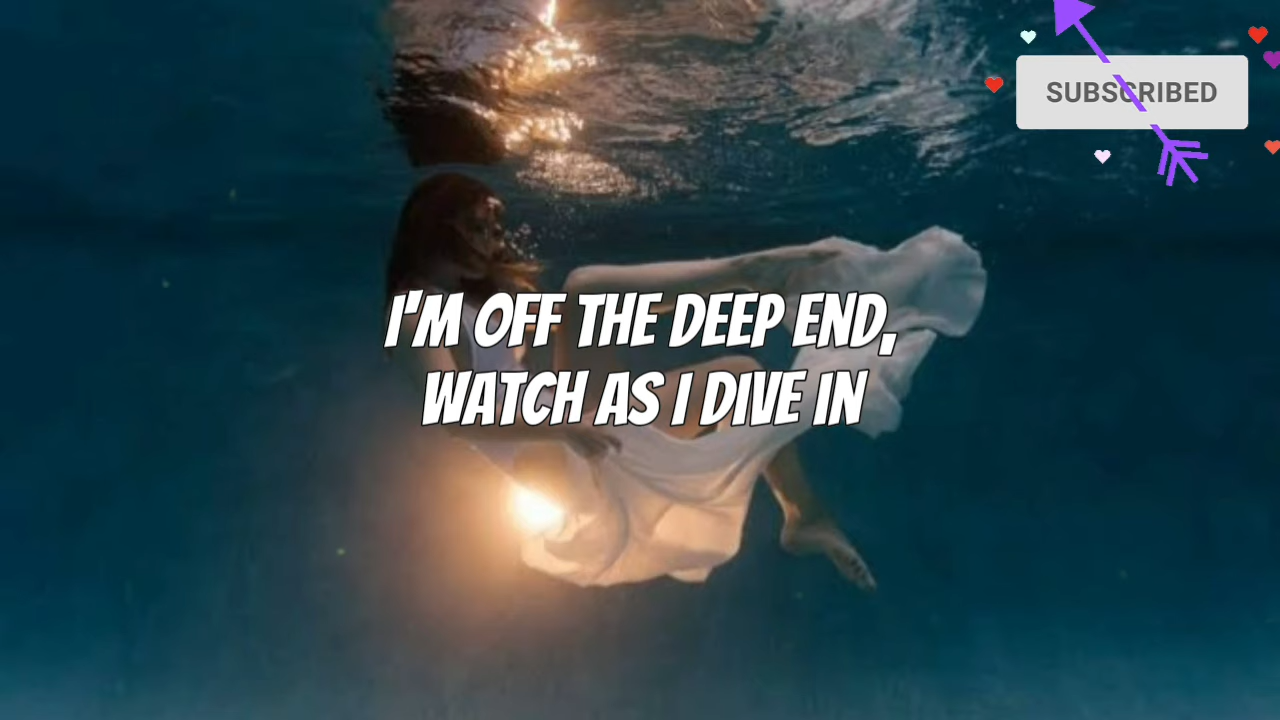 SUBSCRIBED
I'M OFF THE DEEP END,
WATCH AS I DIVE IN